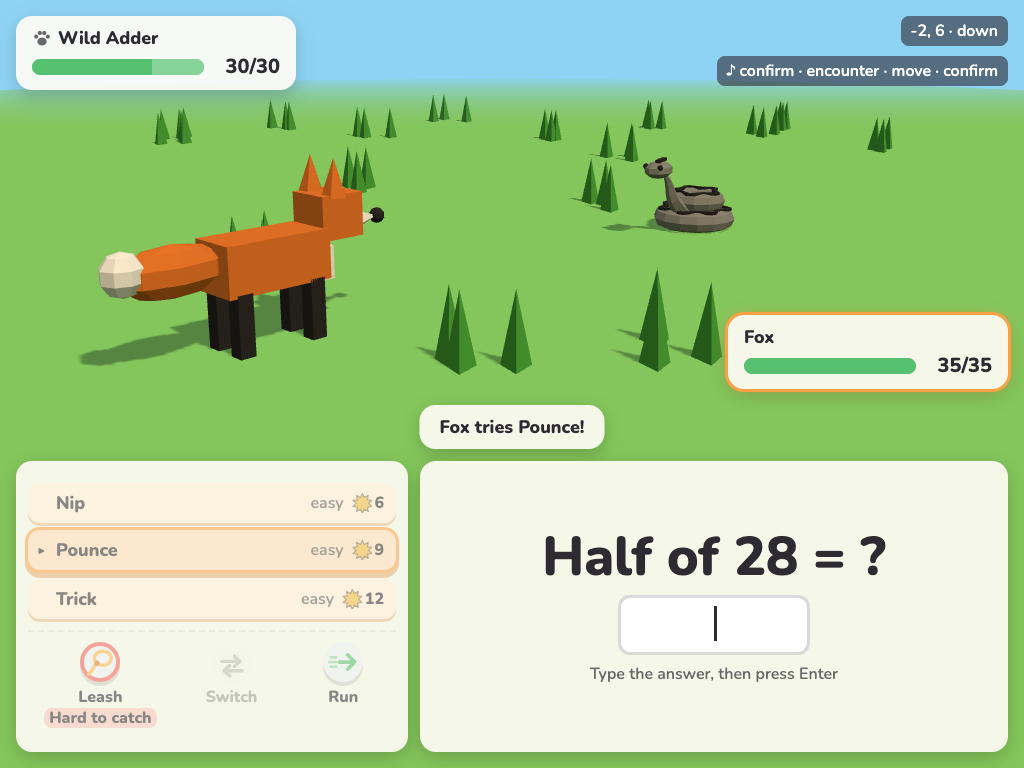 Wild Adder
30/30
-2, 6 · down
♪ confirm · encounter · move · confirm
Fox
35/35
Fox tries Pounce!
Nip easy 6
▸ Pounce easy 9
Trick easy 12
Leash Switch Run
Hard to catch
Half of 28 = ?
Type the answer, then press Enter